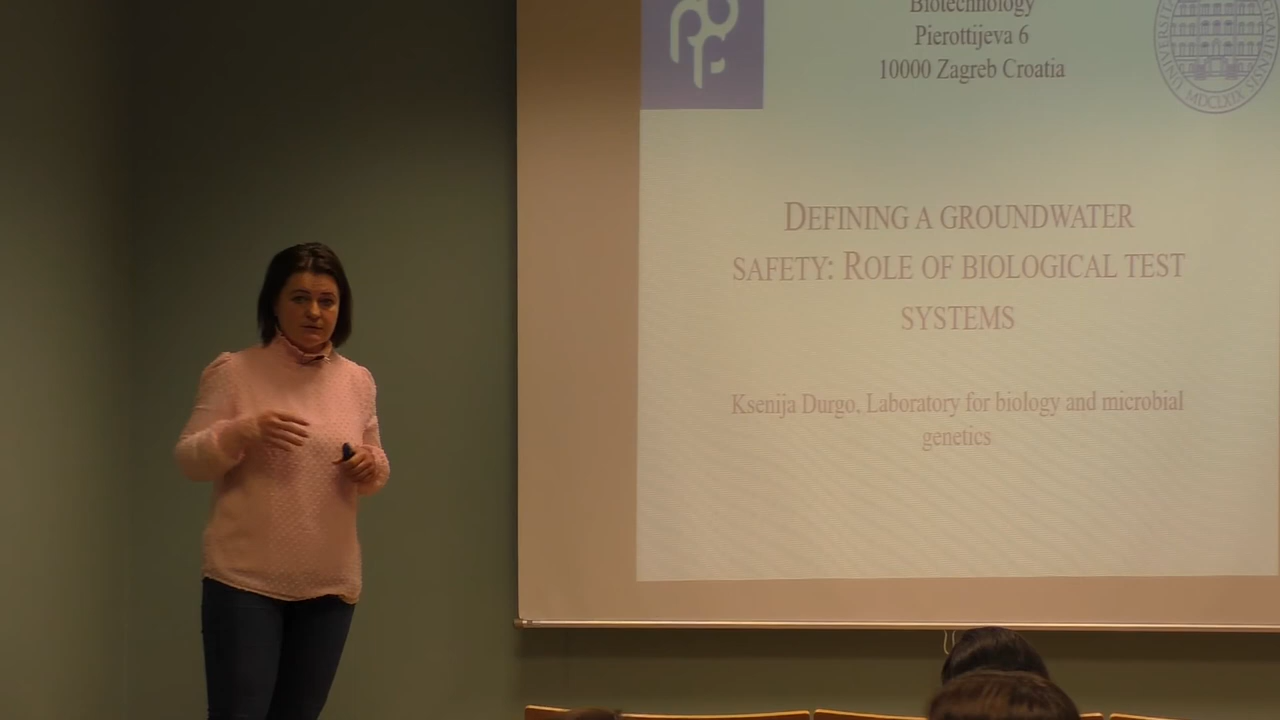 Biotechnology
Pierottijeva 6
10000 Zagreb Croatia
DEFINING A GROUNDWATER
SAFETY: ROLE OF BIOLOGICAL TEST
SYSTEMS
Ksenija Durgo, Laboratory for biology and microbial
genetics